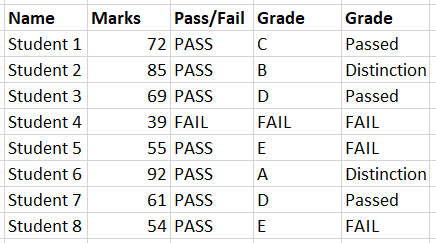 Name Marks Pass/Fail Grade Grade
Student 1 72 PASS C Passed
Student 2 85 PASS B Distinction
Student 3 69 PASS D Passed
Student 4 39 FAIL FAIL FAIL
Student 5 55 PASS E FAIL
Student 6 92 PASS A Distinction
Student 7 61 PASS D Passed
Student 8 54 PASS E FAIL